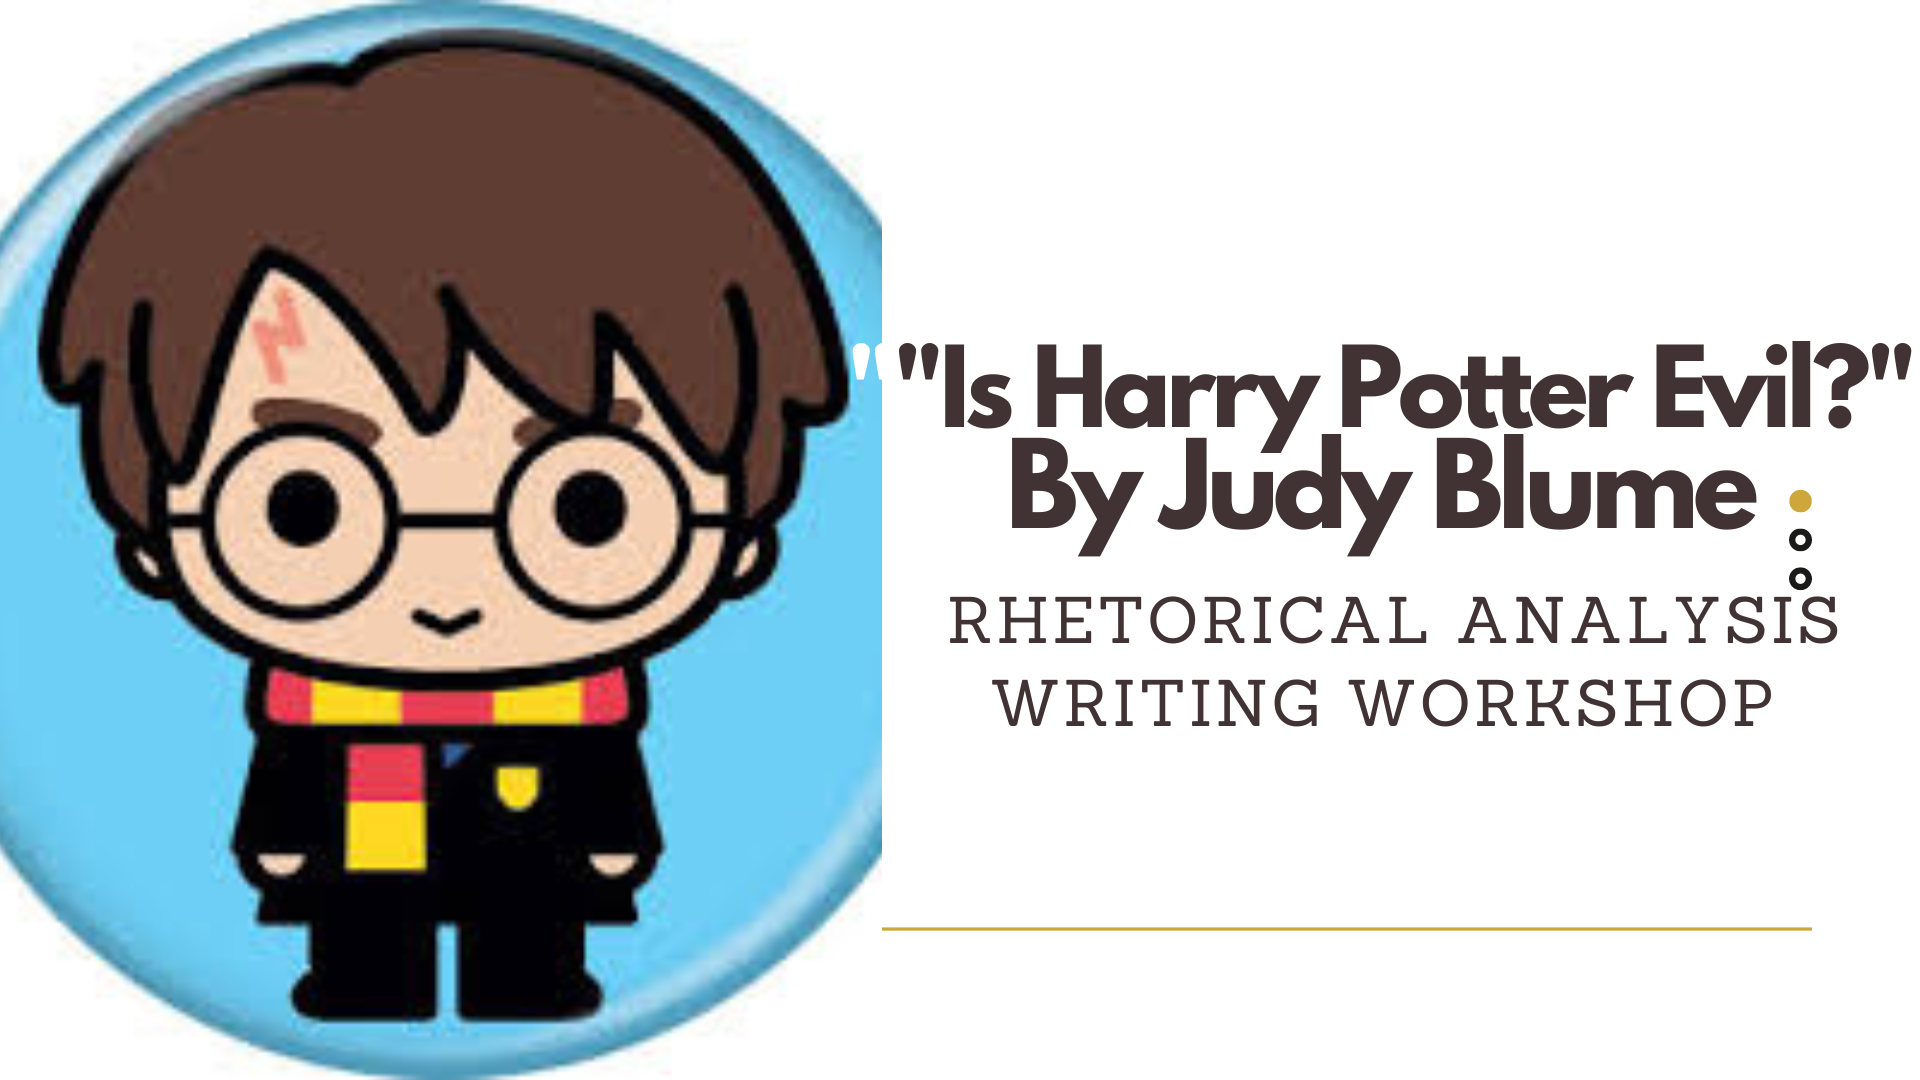 ""Is Harry Potter Evil?"
By Judy Blume
RHETORICAL ANALYSIS
WRITING WORKSHOP